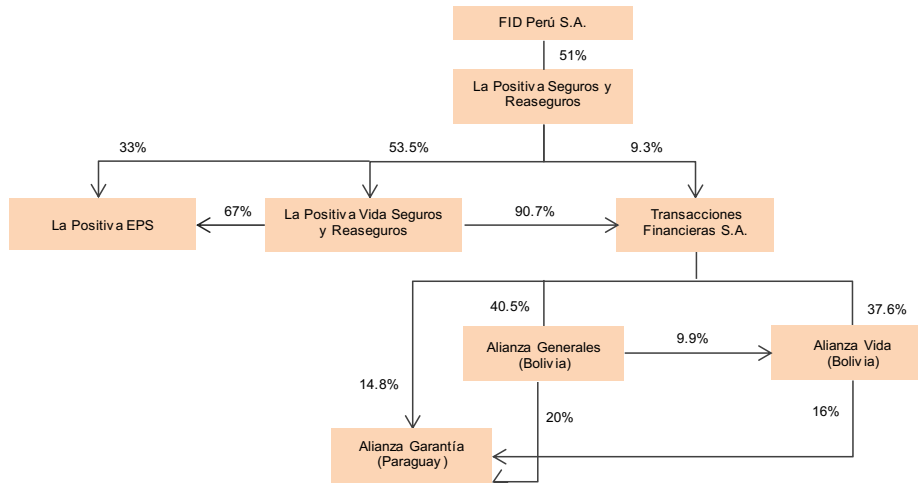 FID Perú S.A.
51%
La Positiva Seguros y
Reaseguros
33%
53.5%
9.3%
La Positiva EPS
67%
La Positiva Vida Seguros
y Reaseguros
90.7%
Transacciones
Financieras S.A.
40.5%
37.6%
Alianza Generales
(Bolivia)
9.9%
Alianza Vida
(Bolivia)
14.8%
20%
16%
Alianza Garantía
(Paraguay)